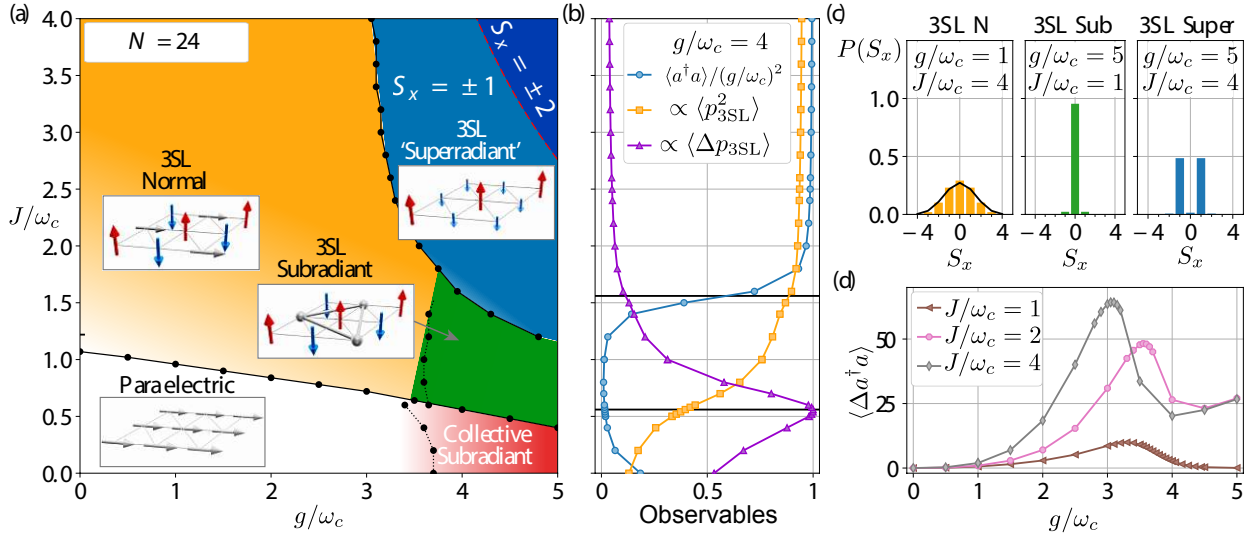 (a)
N = 24
4.0
3.5
3.0
2.5
2.0
1.5
1.0
0.5
0.0
J/ω_c
S_x = ±1
S_x = ±2
3SL
'Superradiant'
3SL
Normal
3SL
Subradiant
Paraelectric
Collective
Subradiant
0 1 2 3 4 5
g/ω_c
(b)
g/ω_c = 4
⟨a†a⟩/(g/ω_c)²
∝ ⟨p²_3SL⟩
∝ ⟨Δp_3SL⟩
0 0.5 1
Observables
(c)
3SL N 3SL Sub 3SL Super
P(S_x)
g/ω_c = 1 g/ω_c = 5 g/ω_c = 5
J/ω_c = 4 J/ω_c = 1 J/ω_c = 4
1.0
0.5
0.0
−4 0 4 −4 0 4 −4 0 4
S_x S_x S_x
(d)
J/ω_c = 1
J/ω_c = 2
J/ω_c = 4
50
25
0
⟨Δa†a⟩
0 1 2 3 4 5
g/ω_c